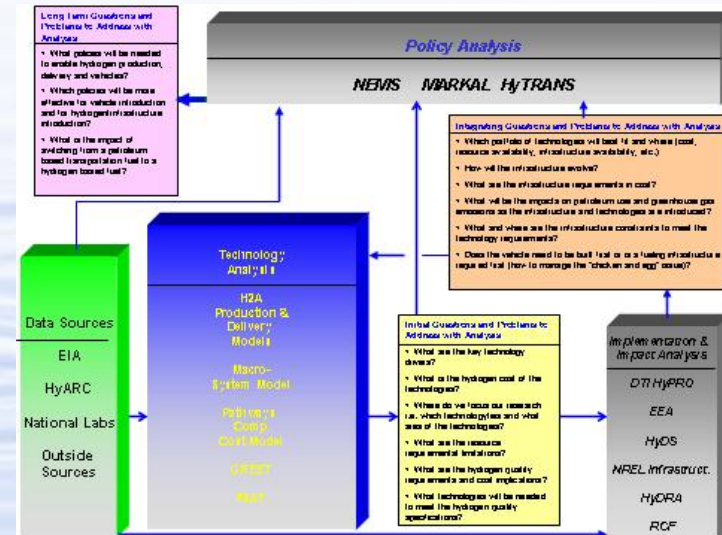 Long Term Questions and
Problems to Address with
Analysis
• What policies will be needed
to enable hydrogen production,
delivery and vehicles?
• Which policies will be more
effective for vehicle introduction
and for hydrogen infrastructure
introduction?
• What is the impact of
switching from a petroleum
based transportation fuel to a
hydrogen based fuel?
Policy Analysis
NEMS MARKAL HyTRANS
Integrating Questions and Problems to Address with Analysis
• Which portfolio of technologies will best fit and where (cost,
resource availability, infrastructure availability, etc.)
• How will the infrastructure evolve?
• What are the infrastructure requirements in cost?
• What will be the impacts on petroleum use and greenhouse gas
emissions as the infrastructure and technologies are introduced?
• What and where are the infrastructure constraints to meet the
technology requirements?
• Does the vehicle need to be built first or is a fueling infrastructure
required first (how to manage the "chicken and egg" issue)?
Data Sources
EIA
HyARC
National Labs
Outside
Sources
Technology
Analysis
H2A
Production &
Delivery
Models
Macro-
System Model
Pathways
Comp
Cost Model
GREET
Initial Questions and Problems to
Address with Analysis
• What are the key technology
drivers?
• What is the hydrogen cost of the
technologies?
• Where do we focus our research
i.e. which technologies and what
area of the technologies?
• What are the resource
requirements limitations?
• What are the hydrogen quality
requirements and cost implications?
• What technologies will be needed
to meet the hydrogen quality
specifications?
Implementation &
Impact Analysis
DTI HyPRO
EEA
HyDS
NREL Infrastruct.
HyDRA
RCF